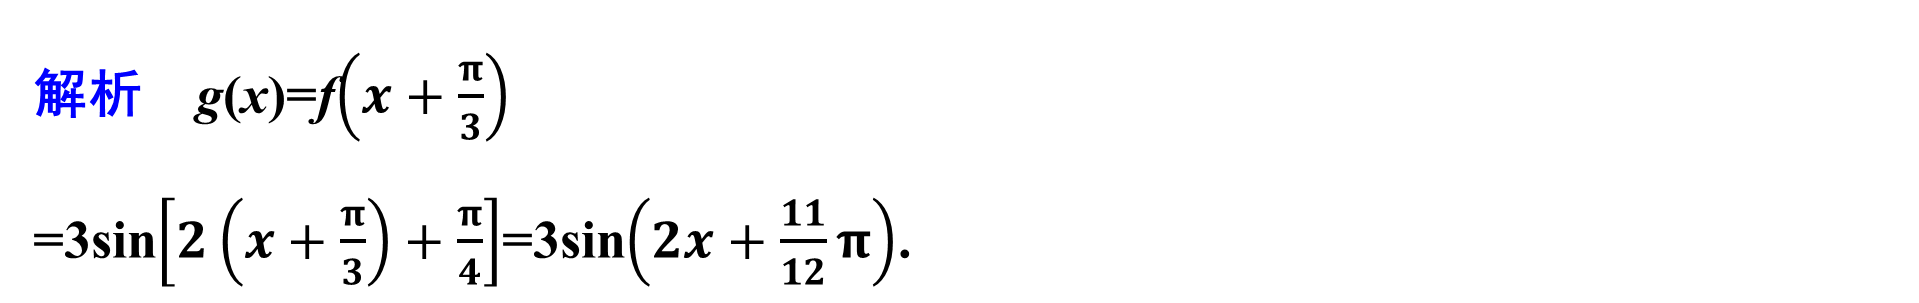 解析 g(x)=f(x + π/3)
=3sin[2(x + π/3) + π/4]=3sin(2x + 11/12 π).